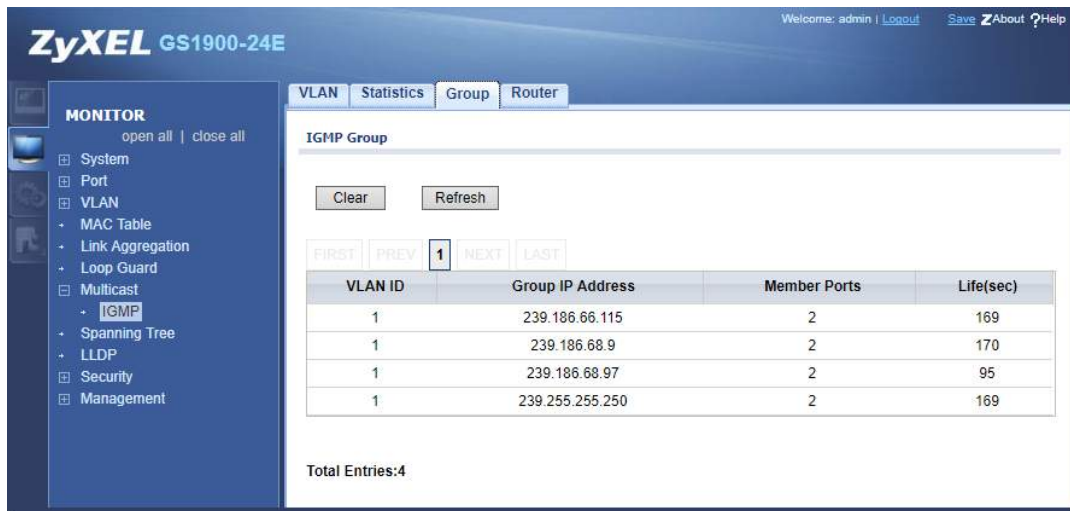 Welcome: admin | Logout Save ZAbout ?Help
ZyXEL GS1900-24E
MONITOR
open all | close all
System
Port
VLAN
MAC Table
Link Aggregation
Loop Guard
Multicast
IGMP
Spanning Tree
LLDP
Security
Management
VLAN Statistics Group Router
IGMP Group
Clear Refresh
FIRST PREV 1 NEXT LAST
VLAN ID Group IP Address Member Ports Life(sec)
1 239.186.66.115 2 169
1 239.186.68.9 2 170
1 239.186.68.97 2 95
1 239.255.255.250 2 169
Total Entries:4